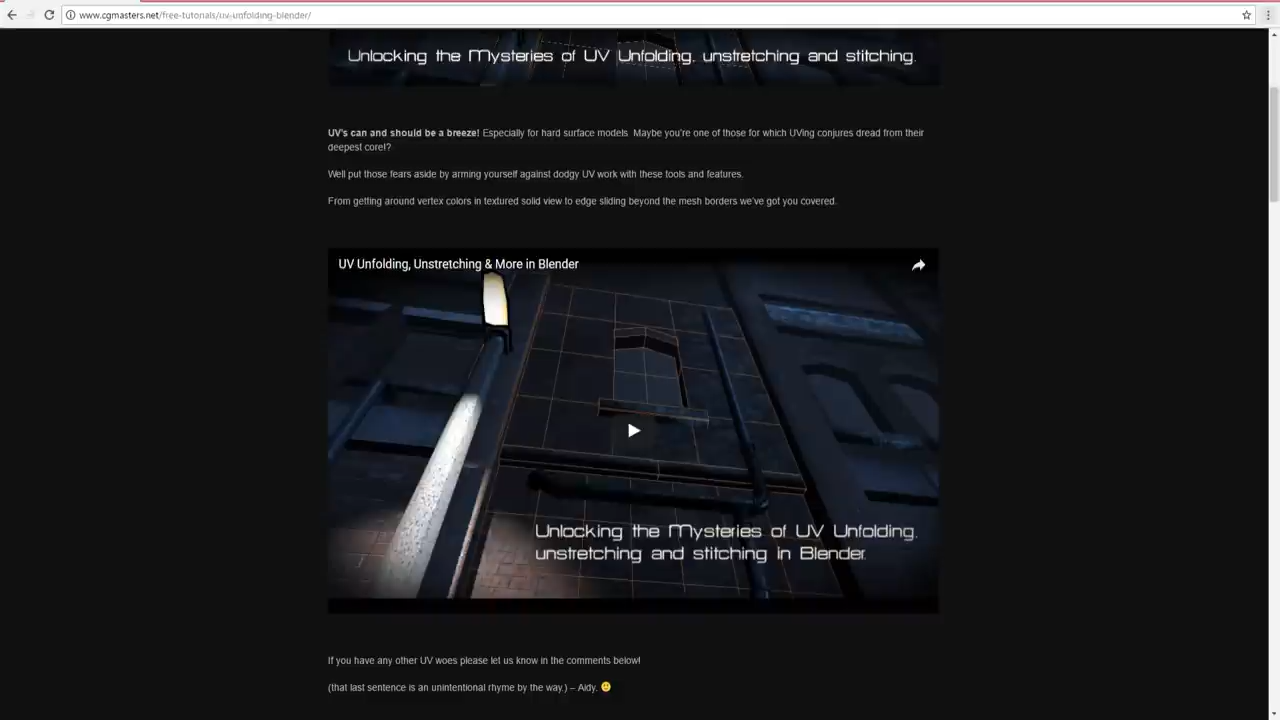 www.cgmasters.net/free-tutorials/uv-unfolding-blender/
Unlocking the Mysteries of UV Unfolding, unstretching and stitching.
UV's can and should be a breeze! Especially for hard surface models Maybe you're one of those for which UVing conjures dread from their
deepest core!?
Well put those fears aside by arming yourself against dodgy UV work with these tools and features.
From getting around vertex colors in textured solid view to edge sliding beyond the mesh borders we've got you covered.
UV Unfolding, Unstretching & More in Blender
Unlocking the Mysteries of UV Unfolding,
unstretching and stitching in Blender.
If you have any other UV woes please let us know in the comments below!
(that last sentence is an unintentional rhyme by the way.) – Aidy.